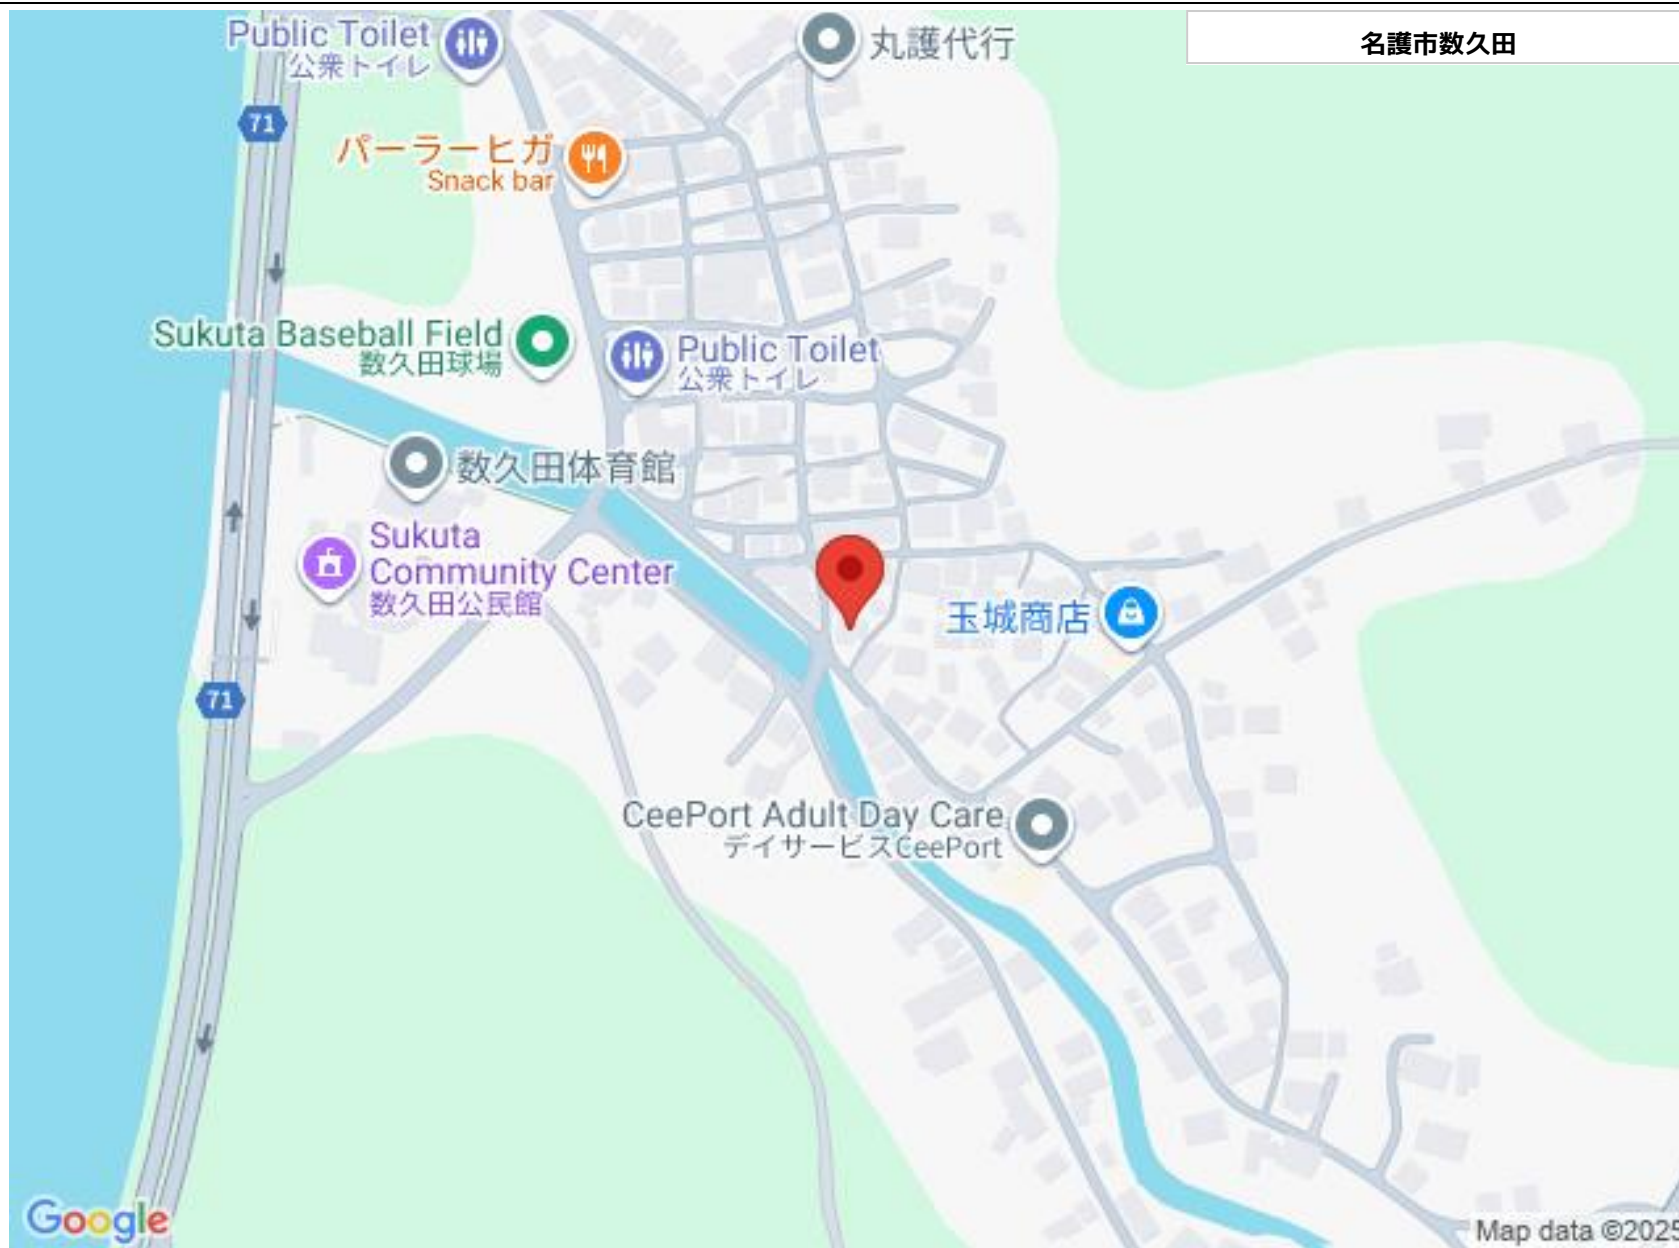 名護市数久田
Public Toilet
公衆トイレ
丸護代行
71
パーラーヒガ
Snack bar
Sukuta Baseball Field
数久田球場
Public Toilet
公衆トイレ
数久田体育館
Sukuta
Community Center
数久田公民館
玉城商店
71
CeePort Adult Day Care
デイサービスCeePort
Google
Map data ©2025